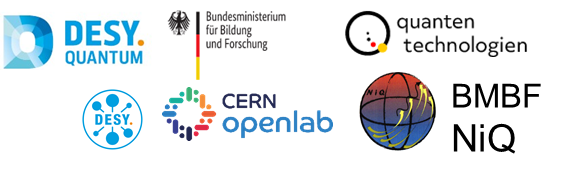 DESY.
QUANTUM
Bundesministerium
für Bildung
und Forschung
quanten
technologien
DESY.
CERN
openlab
NiQ
BMBF
NiQ